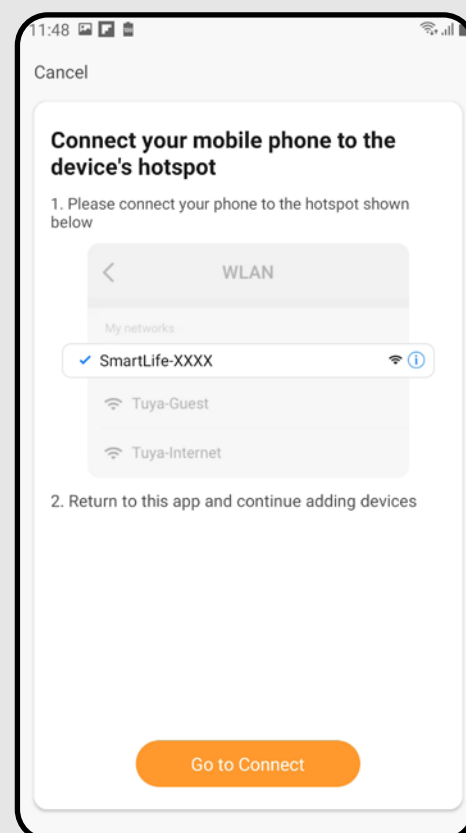 11:48
Cancel
Connect your mobile phone to the
device's hotspot
1. Please connect your phone to the hotspot shown
below
WLAN
My networks
SmartLife-XXXX
Tuya-Guest
Tuya-Internet
2. Return to this app and continue adding devices
Go to Connect